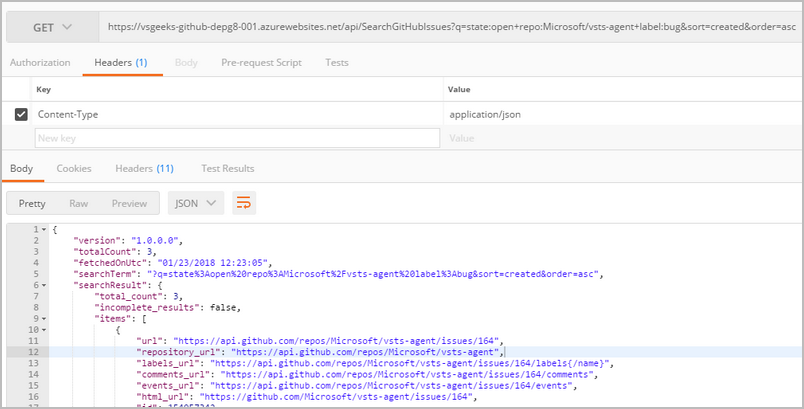 GET https://vsgeeks-github-depg8-001.azurewebsites.net/api/SearchGitHubIssues?q=state:open+repo:Microsoft/vsts-agent+label:bug&sort=created&order=asc
Authorization Headers (1) Body Pre-request Script Tests
Key Value
Content-Type application/json
New key Value
Body Cookies Headers (11) Test Results
Pretty Raw Preview JSON
1 {
2 "version": "1.0.0.0",
3 "totalCount": 3,
4 "fetchedOnUtc": "01/23/2018 12:23:05",
5 "searchTerm": "?q=state%3Aopen%20repo%3AMicrosoft%2Fvsts-agent%20label%3Abug&sort=created&order=asc",
6 "searchResult": {
7 "total_count": 3,
8 "incomplete_results": false,
9 "items": [
10 {
11 "url": "https://api.github.com/repos/Microsoft/vsts-agent/issues/164",
12 "repository_url": "https://api.github.com/repos/Microsoft/vsts-agent",
13 "labels_url": "https://api.github.com/repos/Microsoft/vsts-agent/issues/164/labels{/name}",
14 "comments_url": "https://api.github.com/repos/Microsoft/vsts-agent/issues/164/comments",
15 "events_url": "https://api.github.com/repos/Microsoft/vsts-agent/issues/164/events",
16 "html_url": "https://github.com/Microsoft/vsts-agent/issues/164",